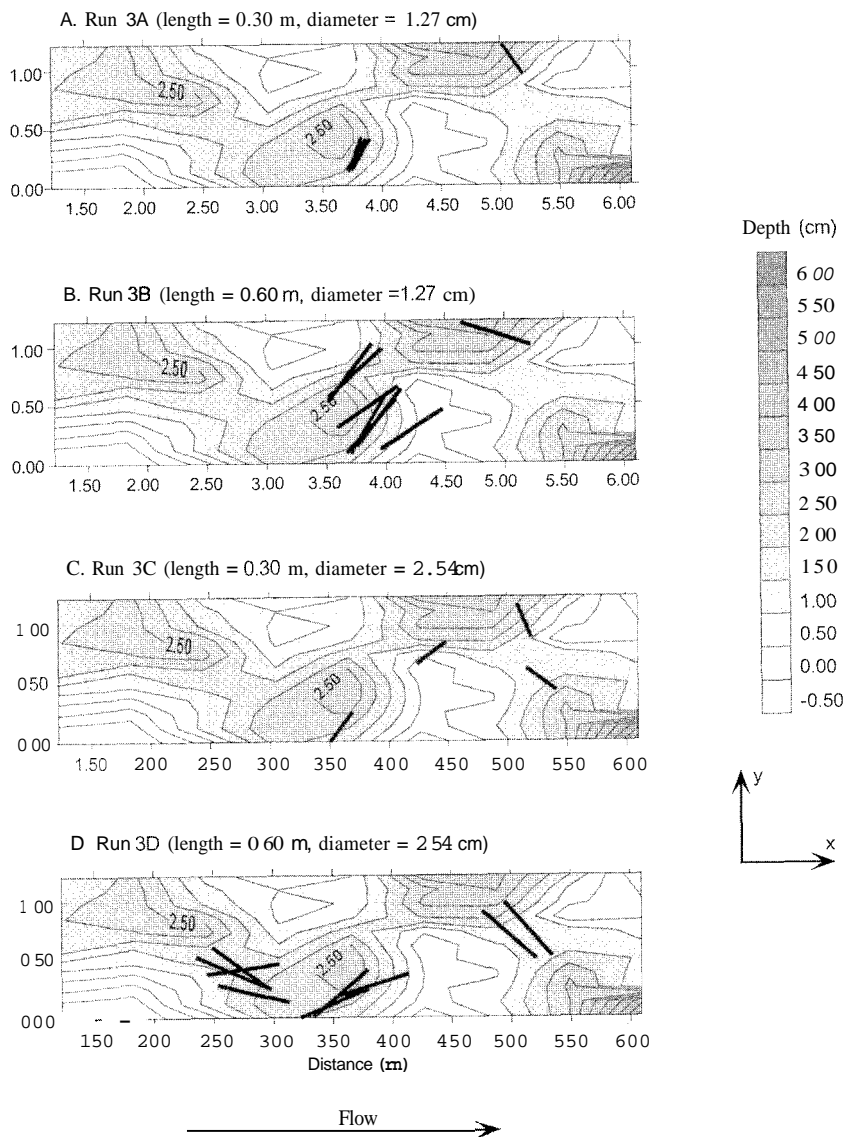 A. Run 3A (length = 0.30 m, diameter = 1.27 cm)
1.00
2.50
0.50
2.50
0.00
1.50 2.00 2.50 3.00 3.50 4.00 4.50 5.00 5.50 6.00
Depth (cm)
6 00
5 50
5 00
4 50
4 00
3 50
3 00
2 50
2 00
1 5 0
1.00
0.50
0.00
-0.50
B. Run 3B (length = 0.60 m, diameter =1.27 cm)
1.00
2.50
0.50
2.50
0.00
1.50 2.00 2.50 3.00 3.50 4.00 4.50 5.00 5.50 6.00
C. Run 3C (length = 0.30 m, diameter = 2.54cm)
1 00
2.50
0 50
2.50
0 00
1.50 200 250 300 350 400 450 500 550 600
y
x
D Run 3D (length = 0 60 m, diameter = 2 54 cm)
1 00
2.50
0 50
2.50
000
150 200 250 300 350 400 450 500 550 600
Distance (m)
Flow